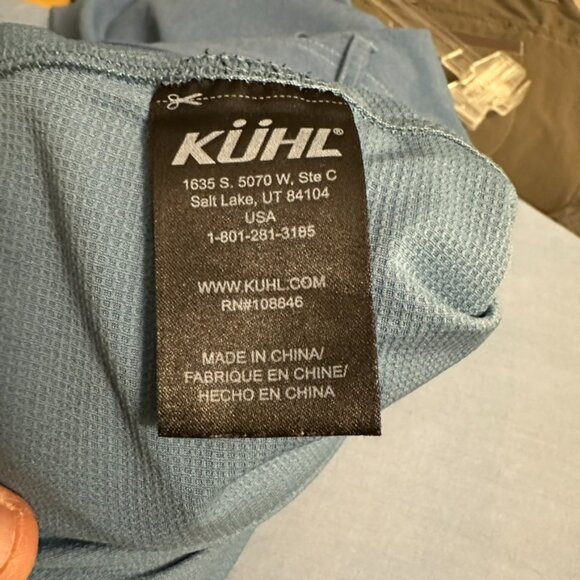 KÜHL®
1635 S. 5070 W, Ste C
Salt Lake, UT 84104
USA
1-801-281-3185
WWW.KUHL.COM
RN#108846
MADE IN CHINA/
FABRIQUE EN CHINE/
HECHO EN CHINA